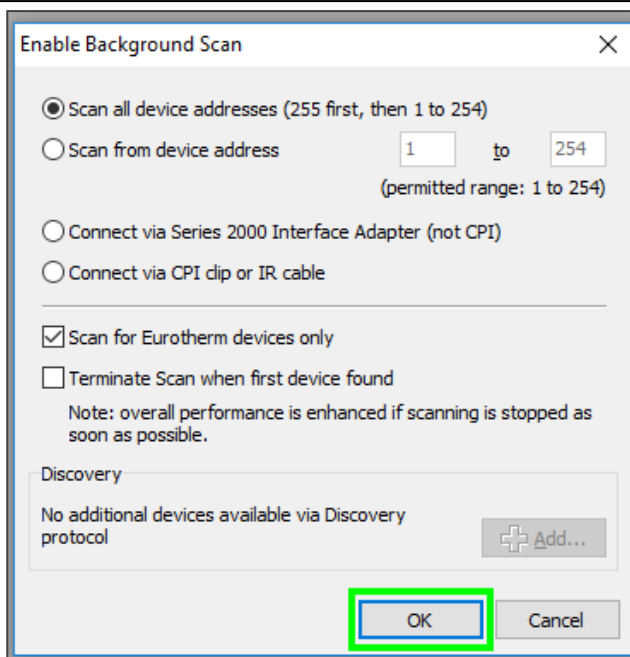 Enable Background Scan
Scan all device addresses (255 first, then 1 to 254)
Scan from device address 1 to 254
(permitted range: 1 to 254)
Connect via Series 2000 Interface Adapter (not CPI)
Connect via CPI clip or IR cable
Scan for Eurotherm devices only
Terminate Scan when first device found
Note: overall performance is enhanced if scanning is stopped as
soon as possible.
Discovery
No additional devices available via Discovery
protocol
Add...
OK Cancel